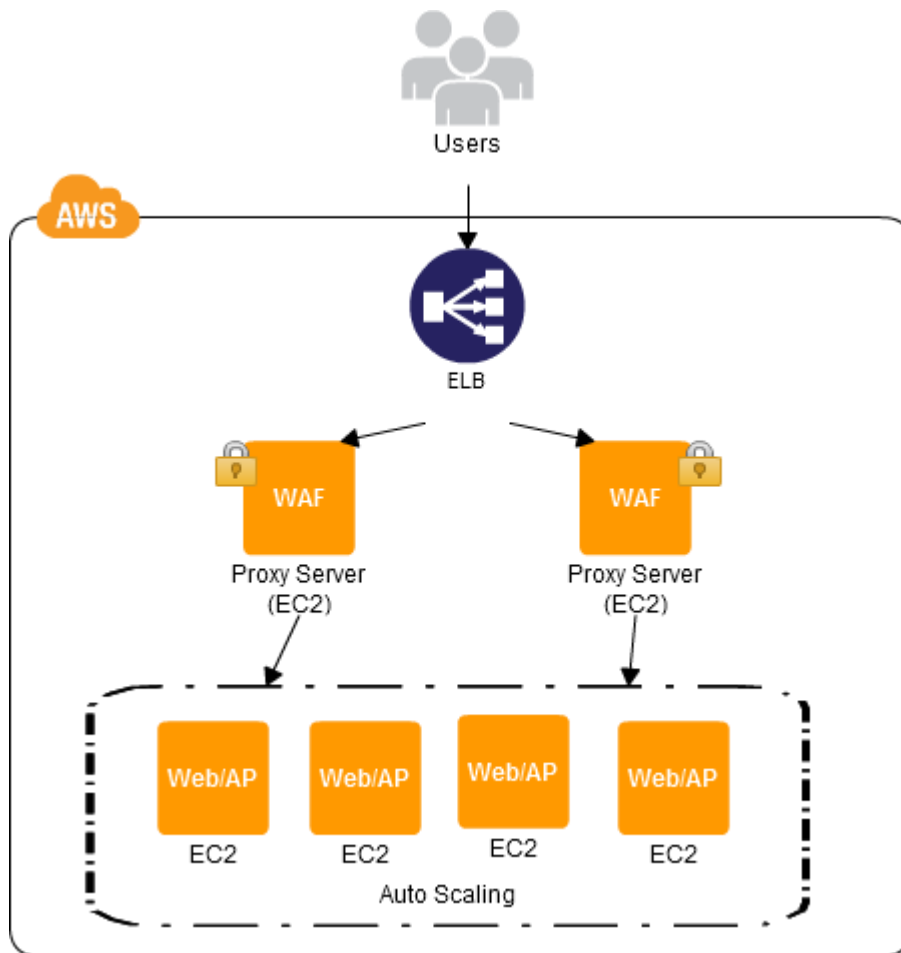 Users
AWS
ELB
WAF
WAF
Proxy Server
(EC2)
Proxy Server
(EC2)
Web/AP
Web/AP
Web/AP
Web/AP
EC2
EC2
EC2
EC2
Auto Scaling